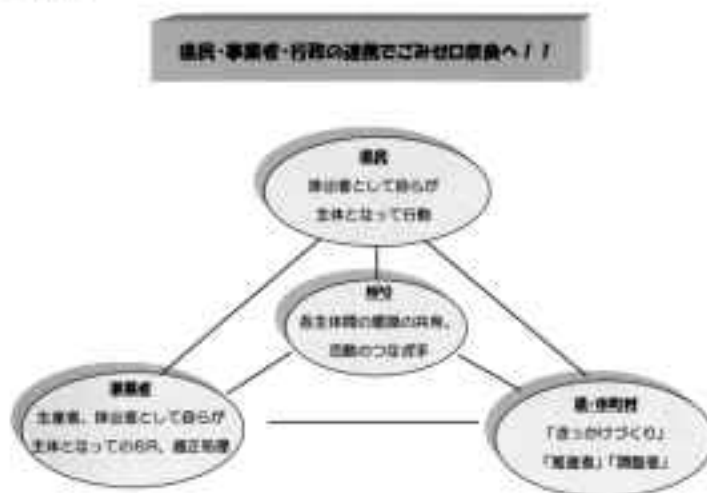 県民・事業者・行政の連携でごみゼロ奈良へ！！
県民
排出者として自らが
主体となって行動
NPO
各主体間の意識の共有、
活動のつなぎ手
事業者
生産者、排出者として自らが
主体となっての5R、適正処理
県・市町村
「きっかけづくり」
「推進者」「調整者」